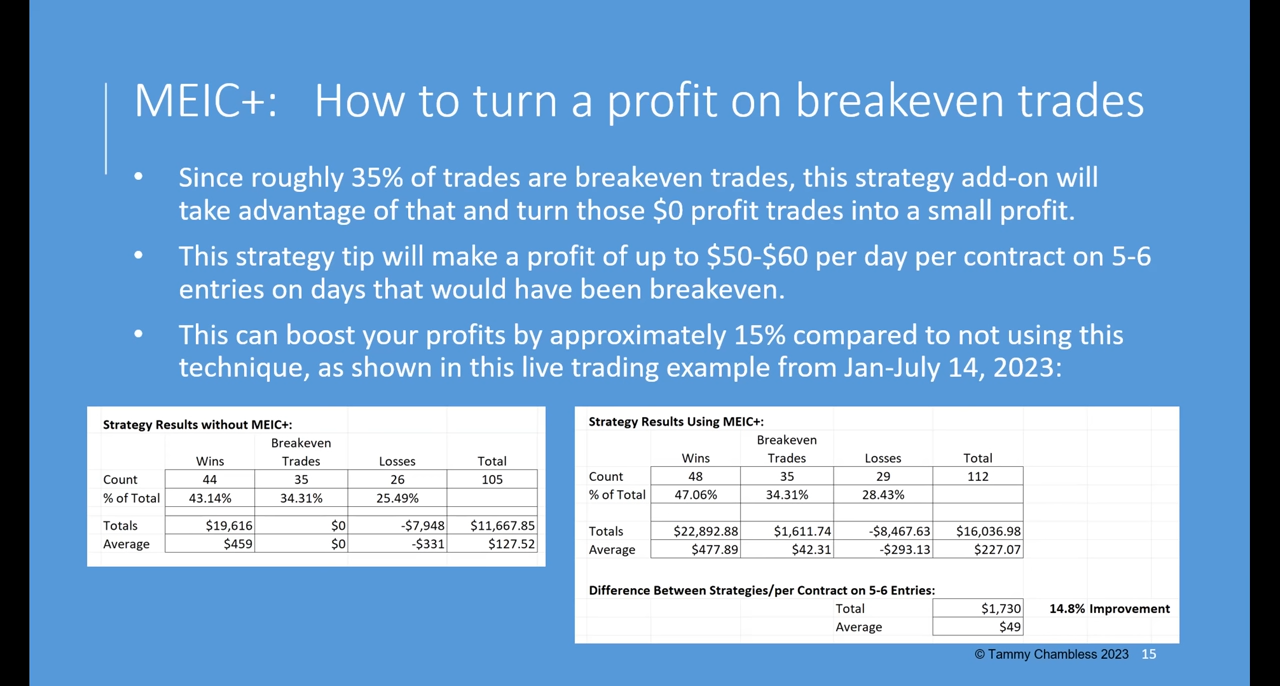 MEIC+: How to turn a profit on breakeven trades
• Since roughly 35% of trades are breakeven trades, this strategy add-on will
take advantage of that and turn those $0 profit trades into a small profit.
• This strategy tip will make a profit of up to $50-$60 per day per contract on 5-6
entries on days that would have been breakeven.
• This can boost your profits by approximately 15% compared to not using this
technique, as shown in this live trading example from Jan-July 14, 2023:
Strategy Results without MEIC+:
Breakeven
Wins Trades Losses Total
Count 44 35 26 105
% of Total 43.14% 34.31% 25.49%
Totals $19,616 $0 -$7,948 $11,667.85
Average $459 $0 -$331 $127.52
Strategy Results Using MEIC+:
Breakeven
Wins Trades Losses Total
Count 48 35 29 112
% of Total 47.06% 34.31% 28.43%
Totals $22,892.88 $1,611.74 -$8,467.63 $16,036.98
Average $477.89 $42.31 -$293.13 $227.07
Difference Between Strategies/per Contract on 5-6 Entries:
Total $1,730 14.8% Improvement
Average $49
© Tammy Chambless 2023 15